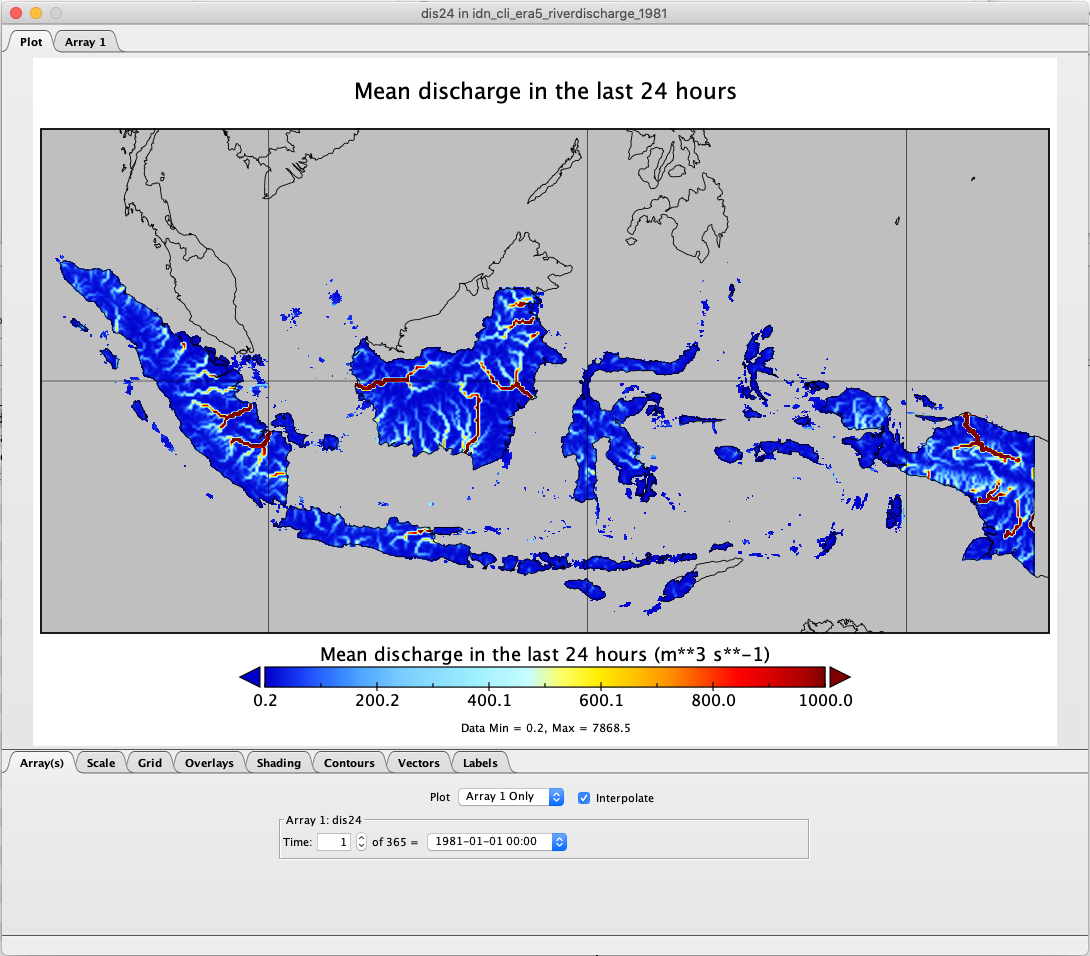 dis24 in idn_cli_era5_riverdischarge_1981
Plot Array 1
Mean discharge in the last 24 hours
Mean discharge in the last 24 hours (m**3 s**-1)
0.2 200.2 400.1 600.1 800.0 1000.0
Data Min = 0.2, Max = 7868.5
Array(s) Scale Grid Overlays Shading Contours Vectors Labels
Plot Array 1 Only Interpolate
Array 1: dis24
Time: 1 of 365 = 1981-01-01 00:00